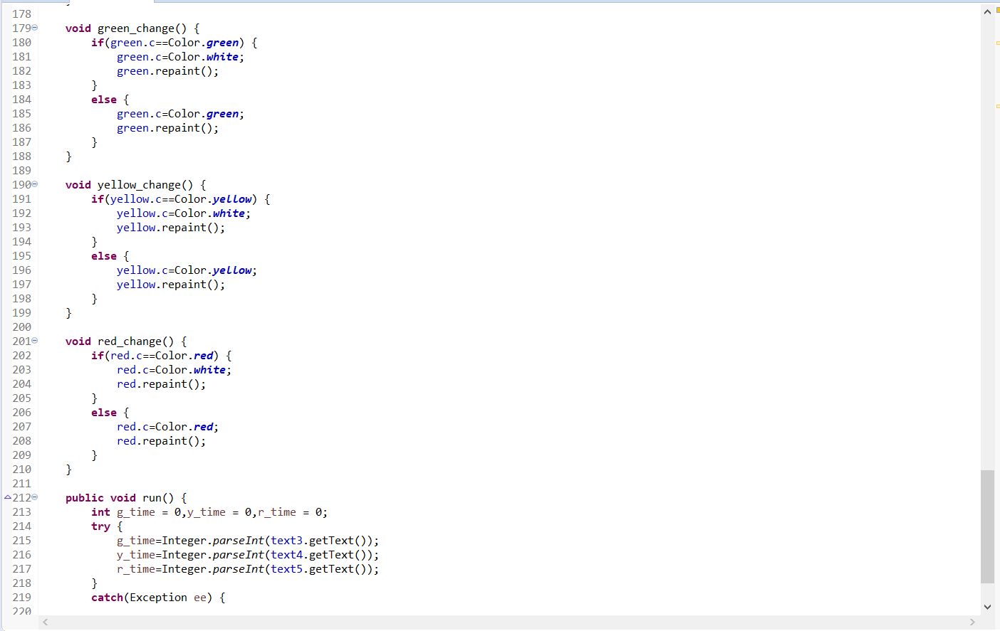 178
179 void green_change() {
180 if(green.c==Color.green) {
181 green.c=Color.white;
182 green.repaint();
183 }
184 else {
185 green.c=Color.green;
186 green.repaint();
187 }
188 }
189
190 void yellow_change() {
191 if(yellow.c==Color.yellow) {
192 yellow.c=Color.white;
193 yellow.repaint();
194 }
195 else {
196 yellow.c=Color.yellow;
197 yellow.repaint();
198 }
199 }
200
201 void red_change() {
202 if(red.c==Color.red) {
203 red.c=Color.white;
204 red.repaint();
205 }
206 else {
207 red.c=Color.red;
208 red.repaint();
209 }
210 }
211
212 public void run() {
213 int g_time = 0,y_time = 0,r_time = 0;
214 try {
215 g_time=Integer.parseInt(text3.getText());
216 y_time=Integer.parseInt(text4.getText());
217 r_time=Integer.parseInt(text5.getText());
218 }
219 catch(Exception ee) {
220